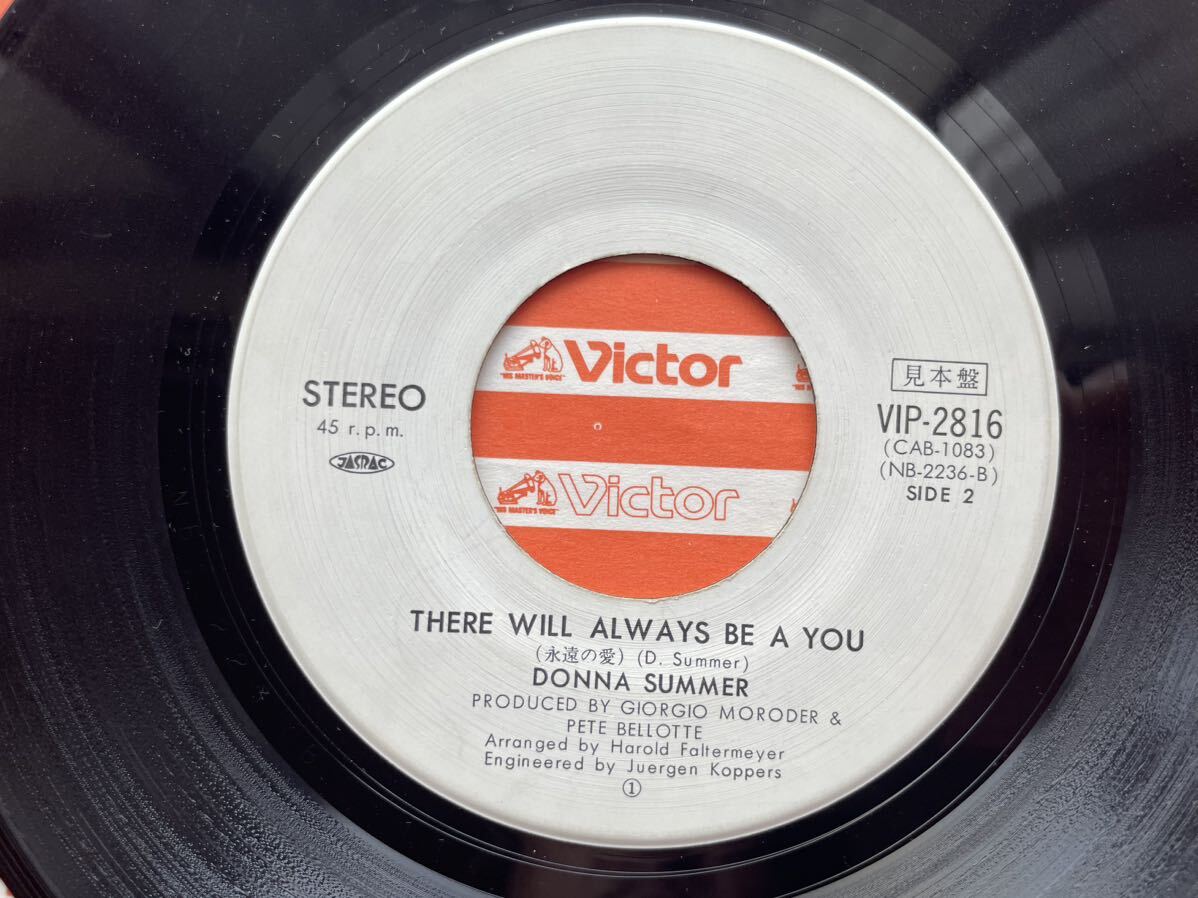 "HIS MASTER'S VOICE" Victor
"HIS MASTER'S VOICE" Victor
STEREO
45 r.p.m.
JASRAC
見本盤
VIP-2816
(CAB-1083)
(NB-2236-B)
SIDE 2
THERE WILL ALWAYS BE A YOU
(永遠の愛) (D. Summer)
DONNA SUMMER
PRODUCED BY GIORGIO MORODER &
PETE BELLOTTE
Arranged by Harold Faltermeyer
Engineered by Juergen Koppers
①